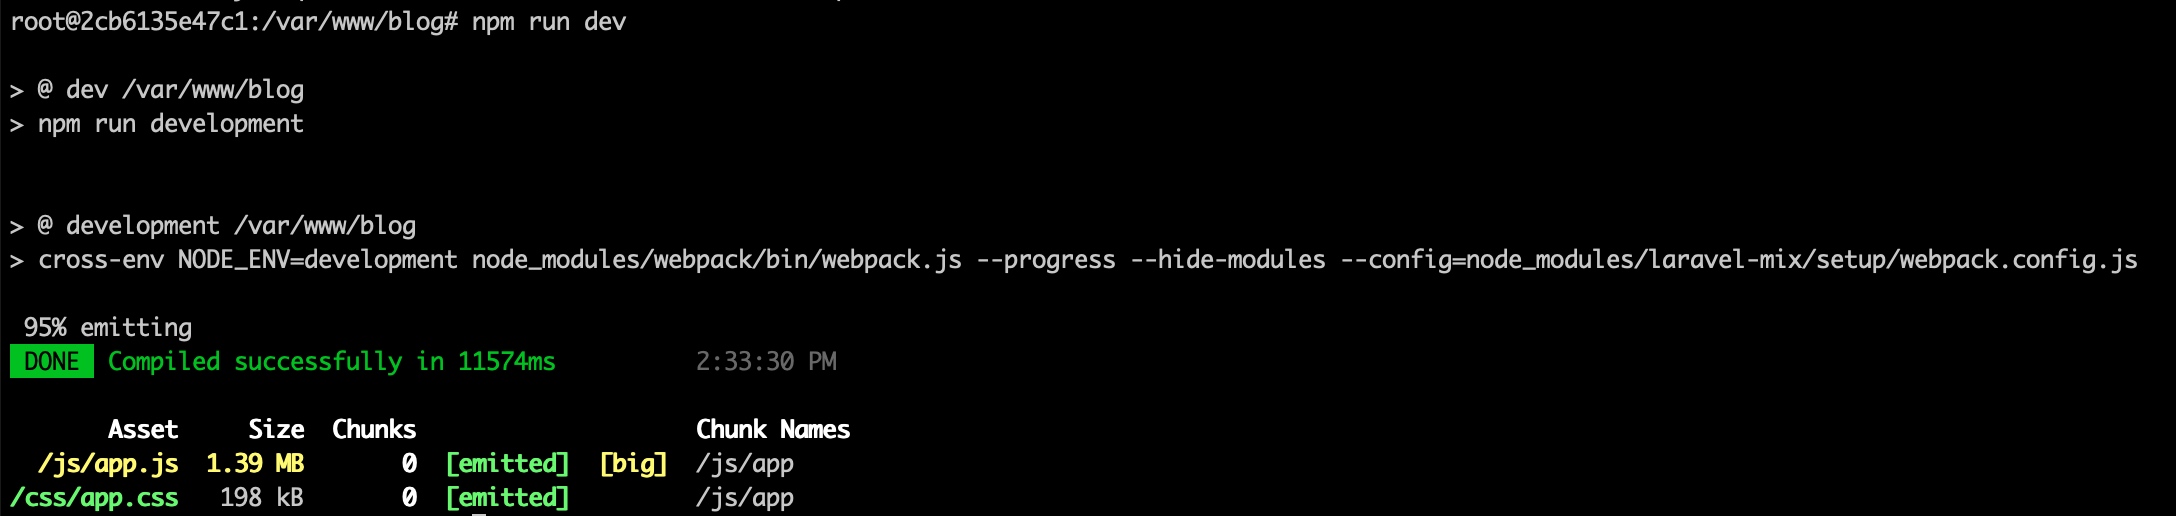 root@2cb6135e47c1:/var/www/blog# npm run dev
> @ dev /var/www/blog
> npm run development
> @ development /var/www/blog
> cross-env NODE_ENV=development node_modules/webpack/bin/webpack.js --progress --hide-modules --config=node_modules/laravel-mix/setup/webpack.config.js
95% emitting
DONE Compiled successfully in 11574ms 2:33:30 PM
Asset Size Chunks Chunk Names
/js/app.js 1.39 MB 0 [emitted] [big] /js/app
/css/app.css 198 kB 0 [emitted] /js/app